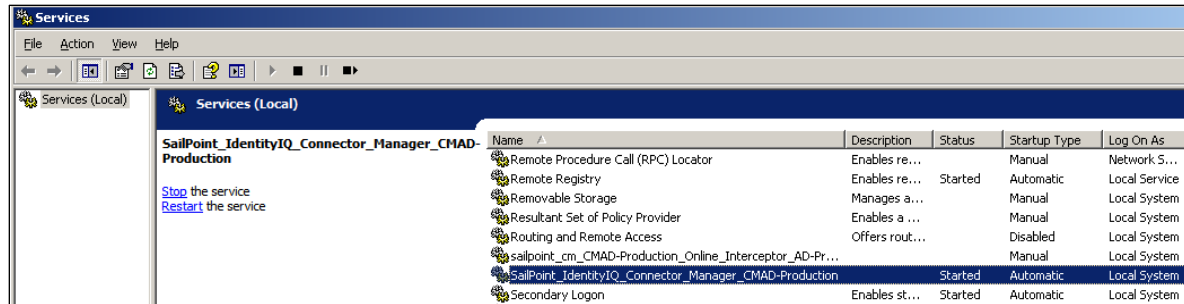 Services
File Action View Help
Services (Local)
Services (Local)
SailPoint_IdentityIQ_Connector_Manager_CMAD-
Production
Stop the service
Restart the service
Name Description Status Startup Type Log On As
Remote Procedure Call (RPC) Locator Enables re... Manual Network S...
Remote Registry Enables re... Started Automatic Local Service
Removable Storage Manages a... Manual Local System
Resultant Set of Policy Provider Enables a ... Manual Local System
Routing and Remote Access Offers rout... Disabled Local System
sailpoint_cm_CMAD-Production_Online_Interceptor_AD-Pr... Manual Local System
SailPoint_IdentityIQ_Connector_Manager_CMAD-Production Started Automatic Local System
Secondary Logon Enables st... Started Automatic Local System